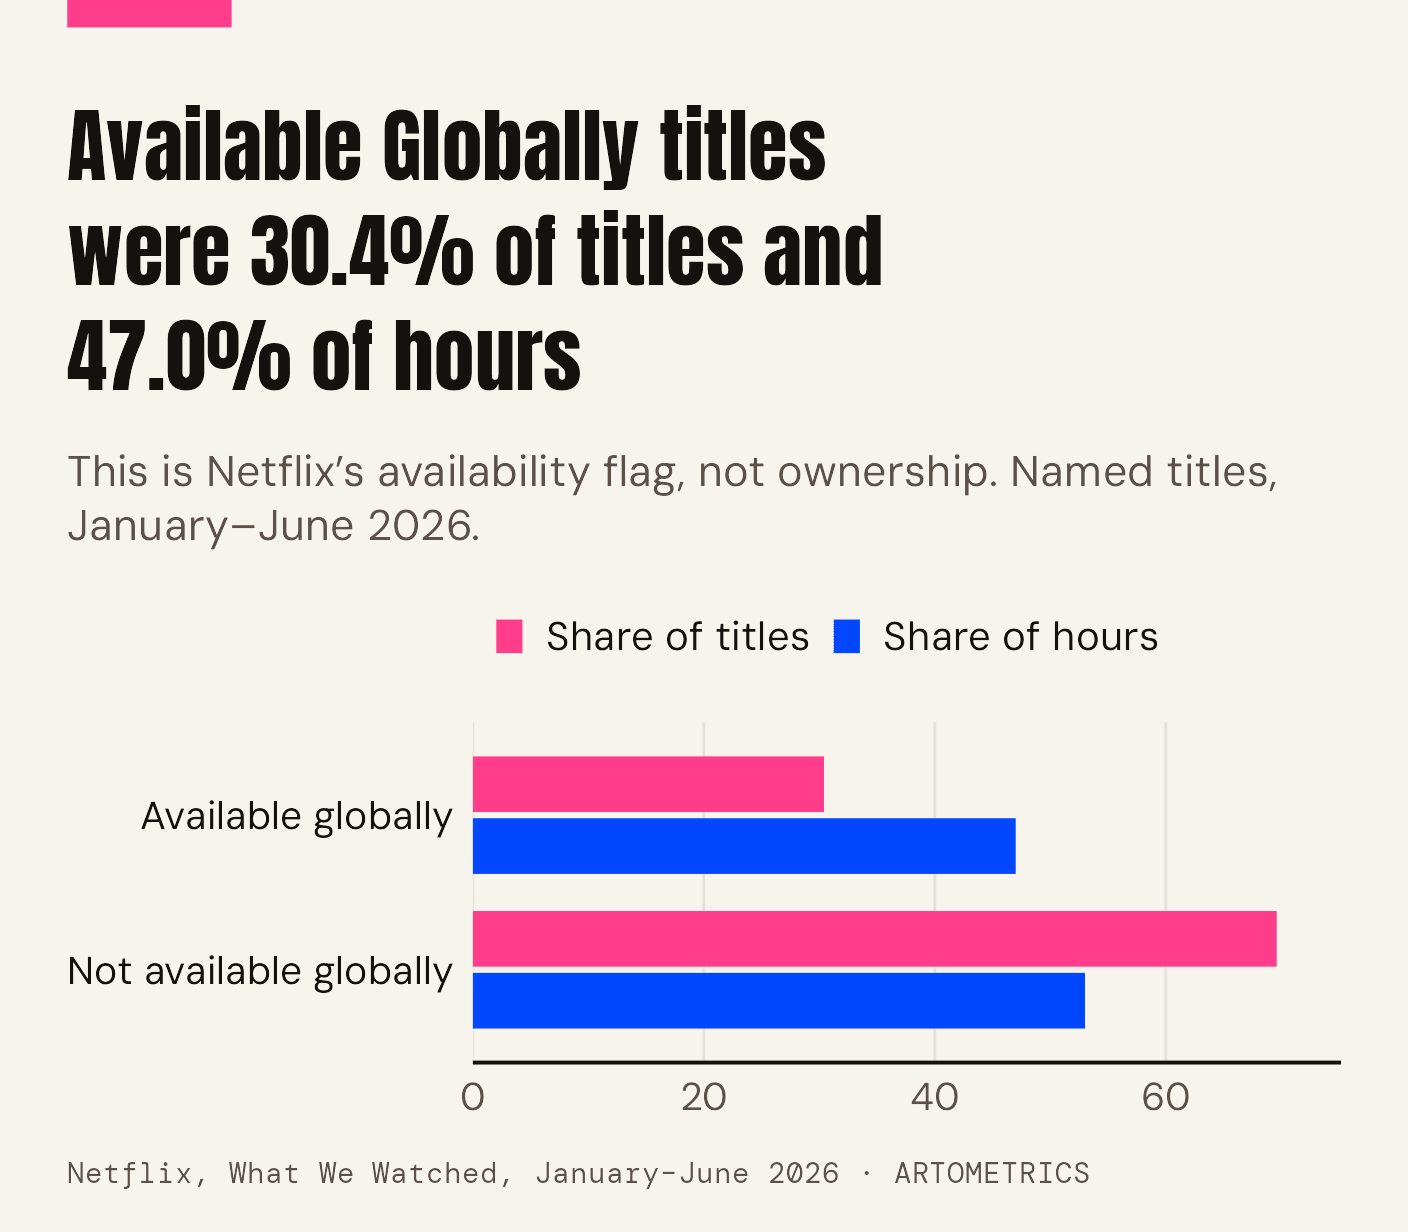 Available Globally titles
were 30.4% of titles and
47.0% of hours
This is Netflix’s availability flag, not ownership. Named titles,
January–June 2026.
Share of titles Share of hours
Available globally
Not available globally
0 20 40 60
Netflix, What We Watched, January–June 2026 · ARTOMETRICS